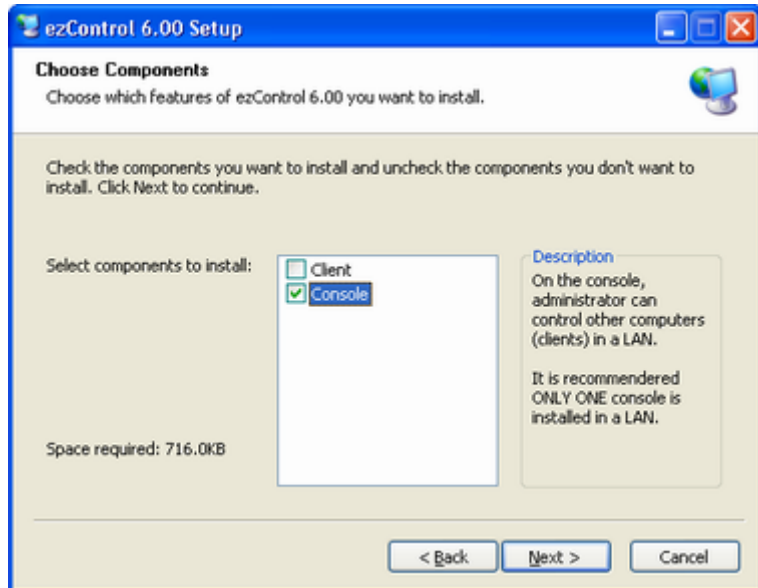 ezControl 6.00 Setup
Choose Components
Choose which features of ezControl 6.00 you want to install.
Check the components you want to install and uncheck the components you don't want to
install. Click Next to continue.
Select components to install:
Client
Console
Description
On the console,
administrator can
control other computers
(clients) in a LAN.
It is recommendered
ONLY ONE console is
installed in a LAN.
Space required: 716.0KB
< Back
Next >
Cancel